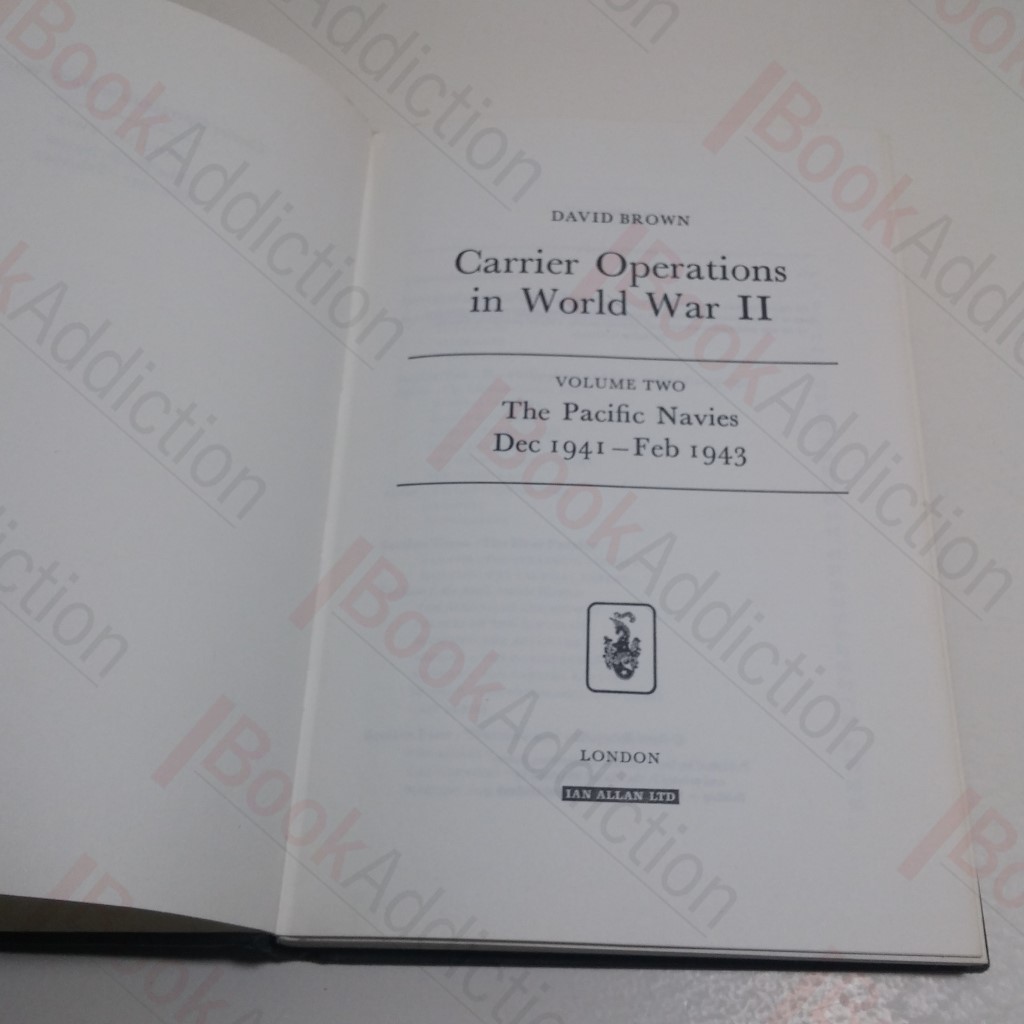 DAVID BROWN
Carrier Operations
in World War II
VOLUME TWO
The Pacific Navies
Dec 1941–Feb 1943
LONDON
IAN ALLAN LTD
BookAddiction